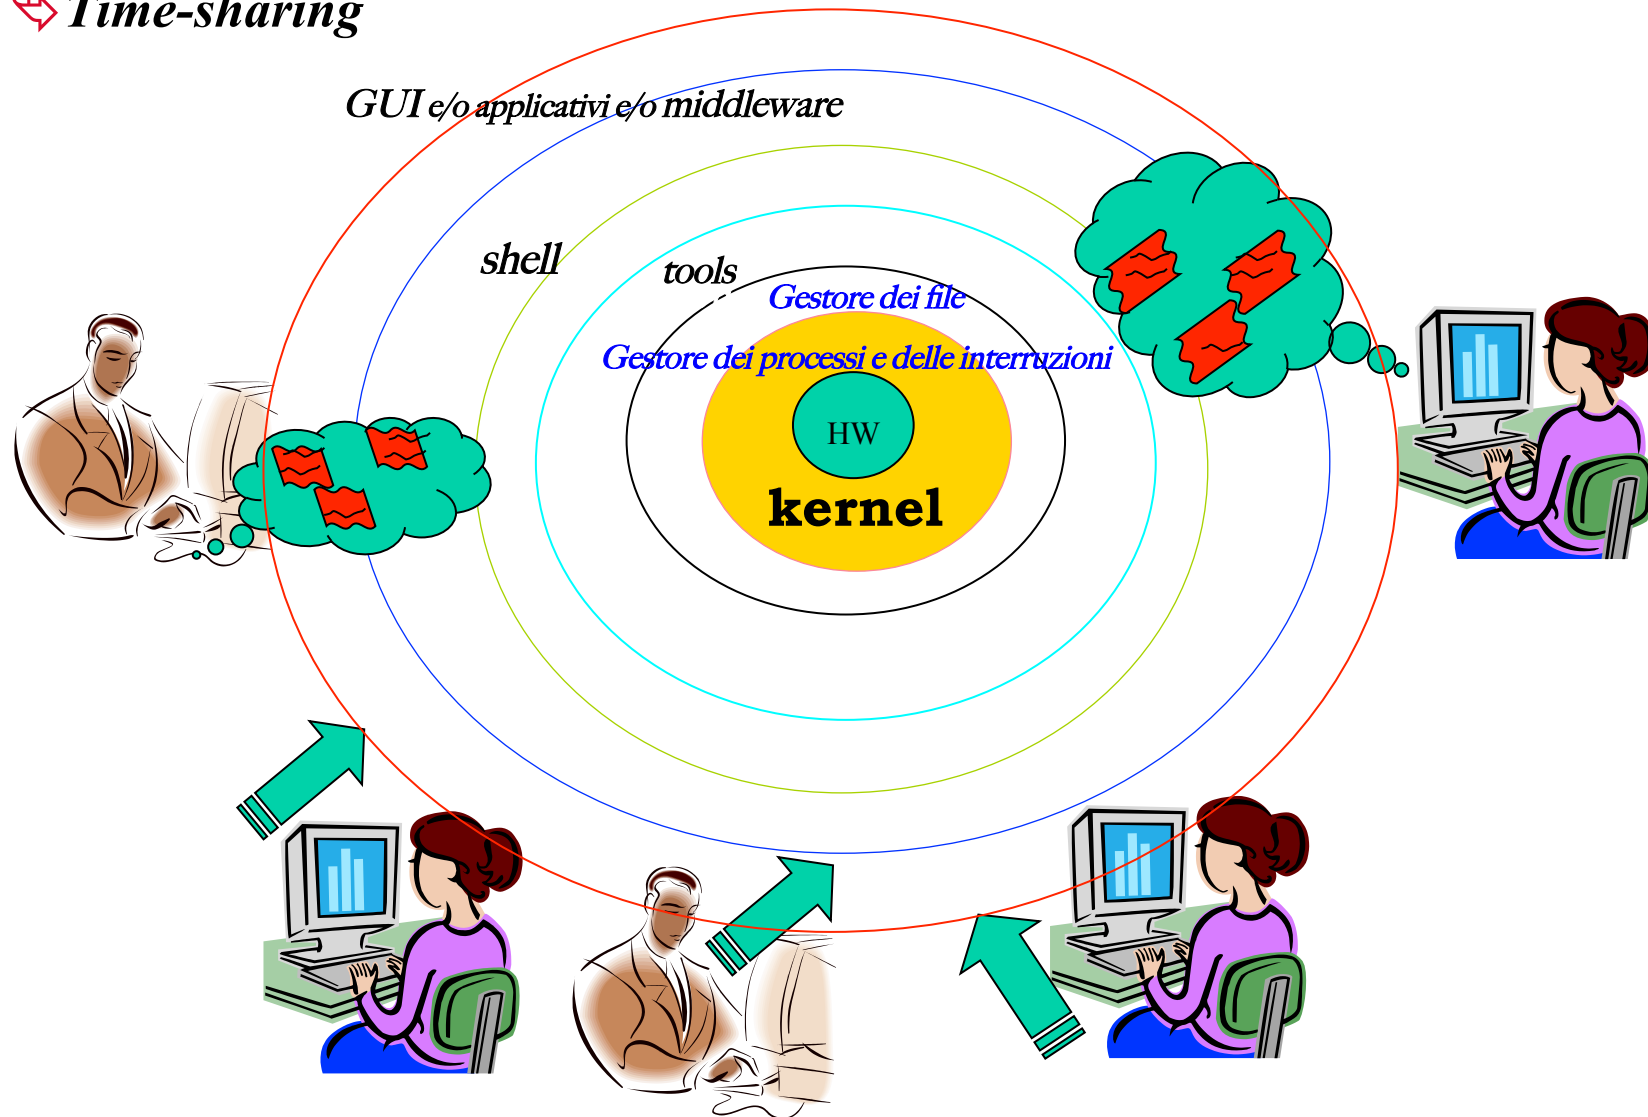 Time-sharing
GUI e/o applicativi e/o middleware
shell
tools
Gestore dei file
Gestore dei processi e delle interruzioni
HW
kernel